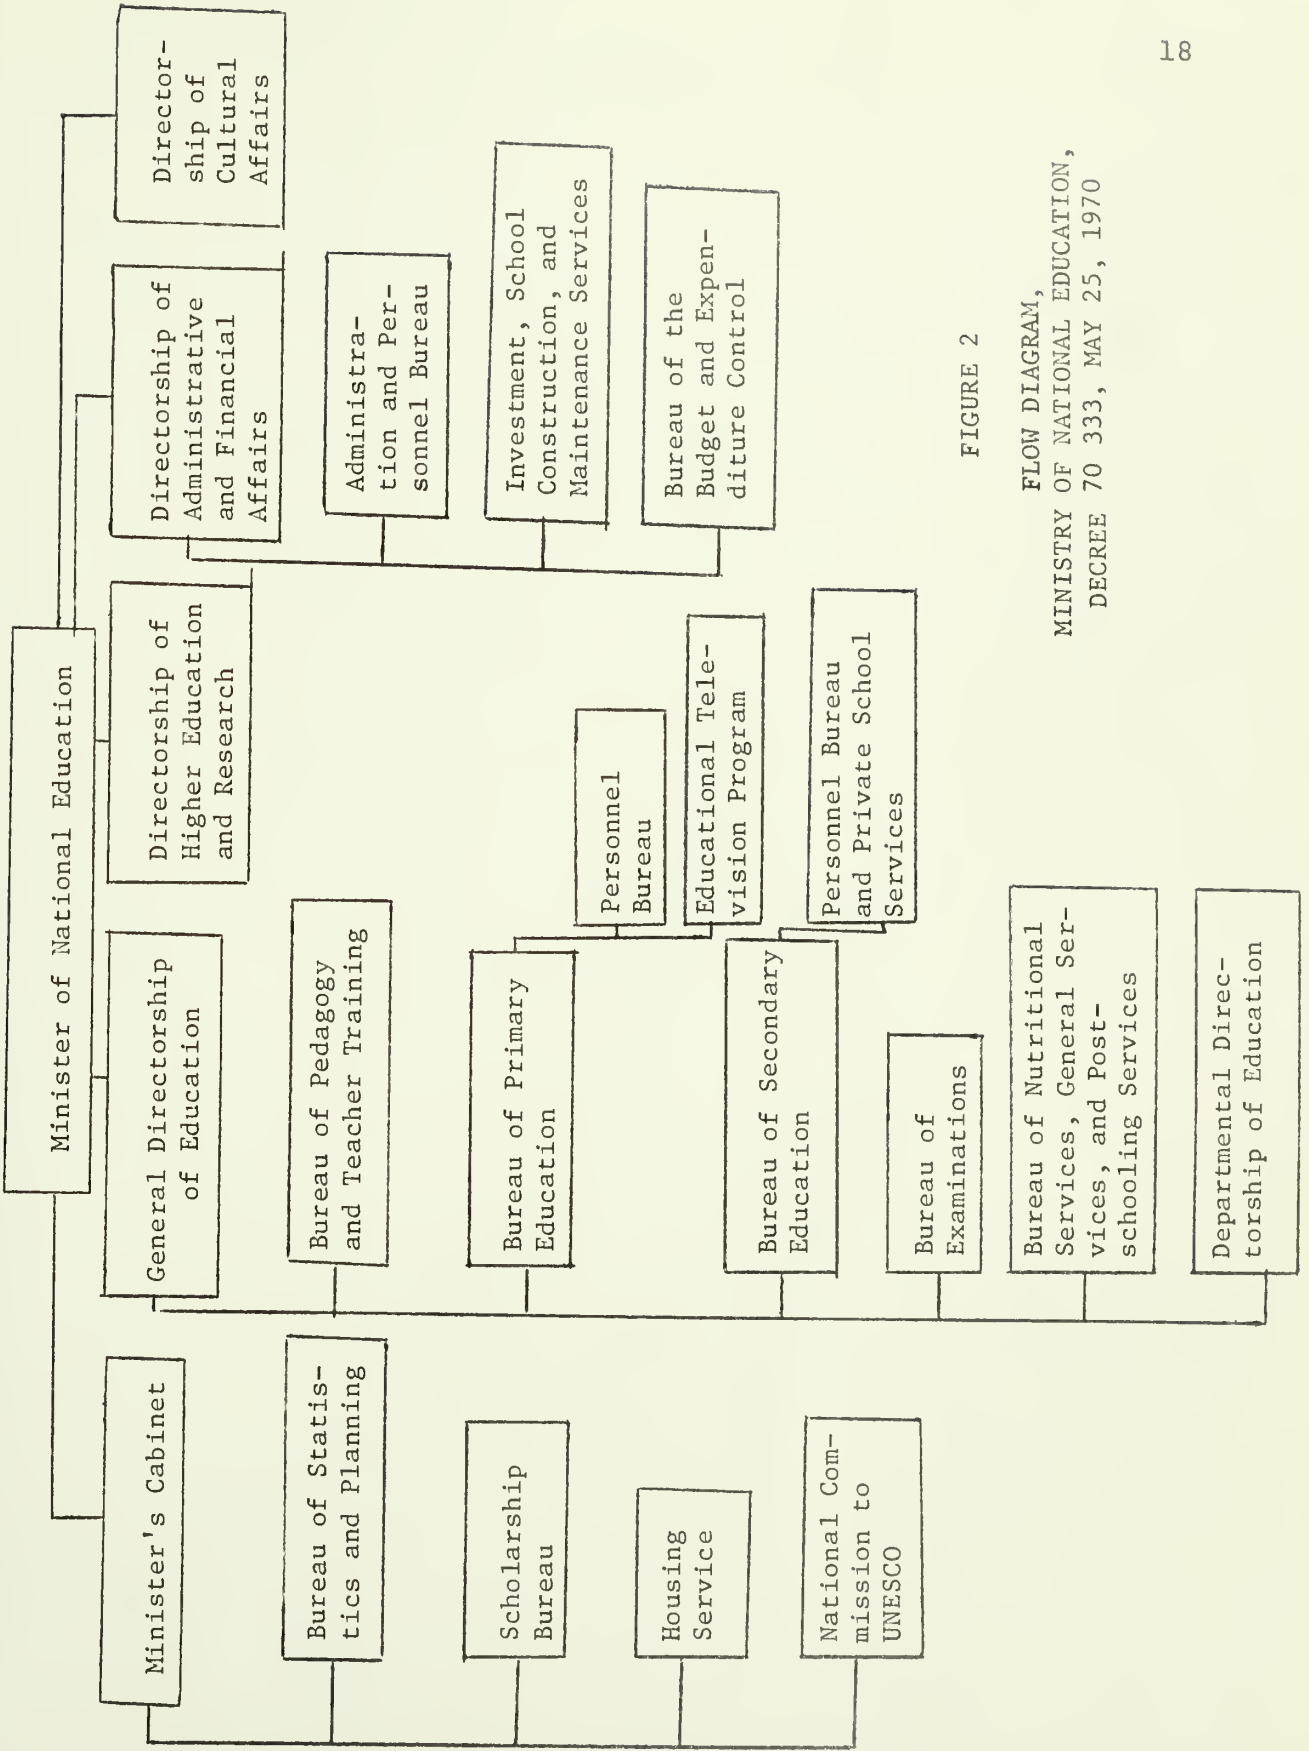 18
Minister of National Education
Minister's Cabinet
Bureau of Statis-
tics and Planning
Scholarship
Bureau
Housing
Service
National Com-
mission to
UNESCO
General Directorship
of Education
Bureau of Pedagogy
and Teacher Training
Bureau of Primary
Education
Personnel
Bureau
Educational Tele-
vision Program
Bureau of Secondary
Education
Personnel Bureau
and Private School
Services
Bureau of
Examinations
Bureau of Nutritional
Services, General Ser-
vices, and Post-
schooling Services
Departmental Direc-
torship of Education
Directorship of
Higher Education
and Research
Directorship of
Administrative
and Financial
Affairs
Administra-
tion and Per-
sonnel Bureau
Investment, School
Construction, and
Maintenance Services
Bureau of the
Budget and Expen-
diture Control
Director-
ship of
Cultural
Affairs
FIGURE 2
FLOW DIAGRAM,
MINISTRY OF NATIONAL EDUCATION,
DECREE 70 333, MAY 25, 1970